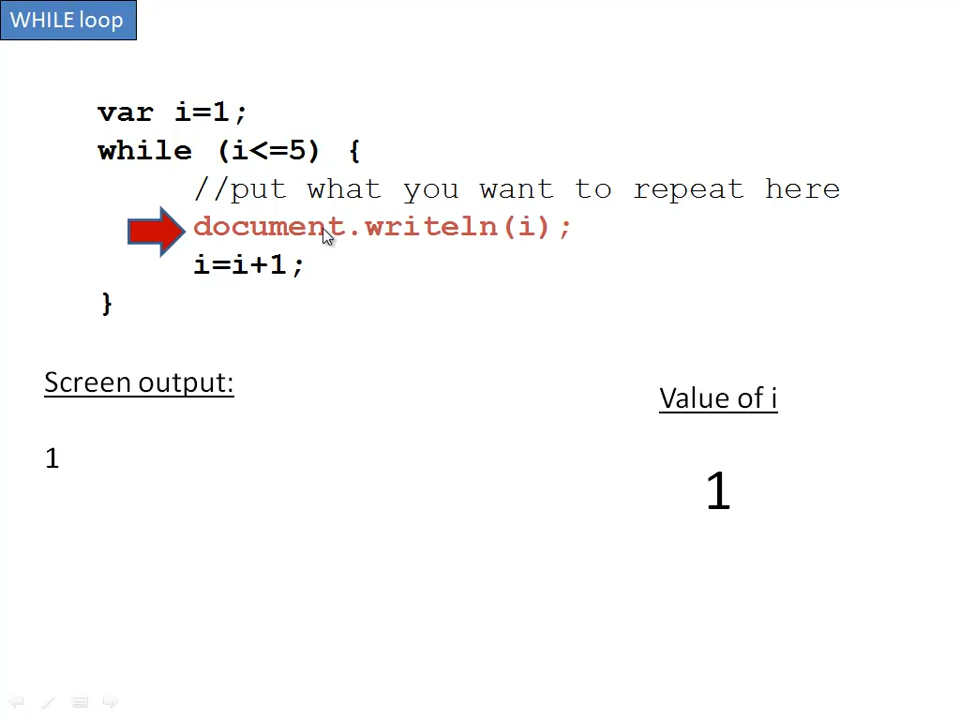 WHILE loop
var i=1;
while (i<=5) {
//put what you want to repeat here
document.writeln(i);
i=i+1;
}
Screen output:
Value of i
1
1